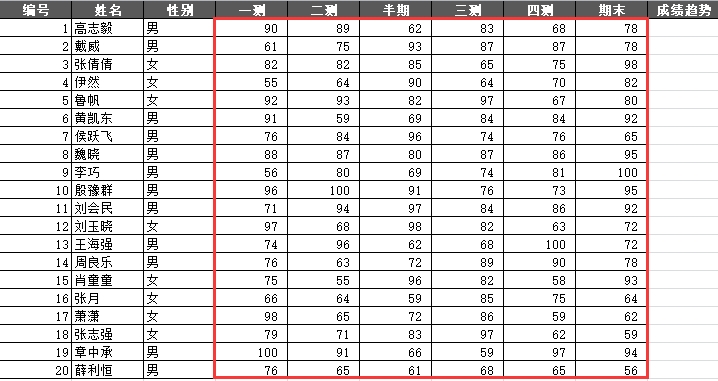 编号 姓名 性别 一测 二测 半期 三测 四测 期末 成绩趋势
1 高志毅 男 90 89 62 83 68 78
2 戴威 男 61 75 93 87 87 78
3 张倩倩 女 82 82 85 65 75 98
4 伊然 女 55 64 90 64 70 82
5 鲁帆 女 92 93 82 97 67 80
6 黄凯东 男 91 59 69 84 84 92
7 侯跃飞 男 76 84 96 74 76 65
8 魏晓 男 88 87 80 87 86 95
9 李巧 男 56 80 69 74 81 100
10 殷豫群 男 96 100 91 76 73 95
11 刘会民 男 71 94 97 84 86 92
12 刘玉晓 女 97 68 98 82 63 72
13 王海强 男 74 96 62 68 100 72
14 周良乐 男 76 63 72 89 90 78
15 肖童童 女 75 55 96 82 58 93
16 张月 女 66 64 59 85 75 64
17 萧潇 女 98 65 72 86 59 62
18 张志强 女 79 71 83 97 62 59
19 章中承 男 100 91 66 59 97 94
20 薛利恒 男 76 65 61 68 65 56